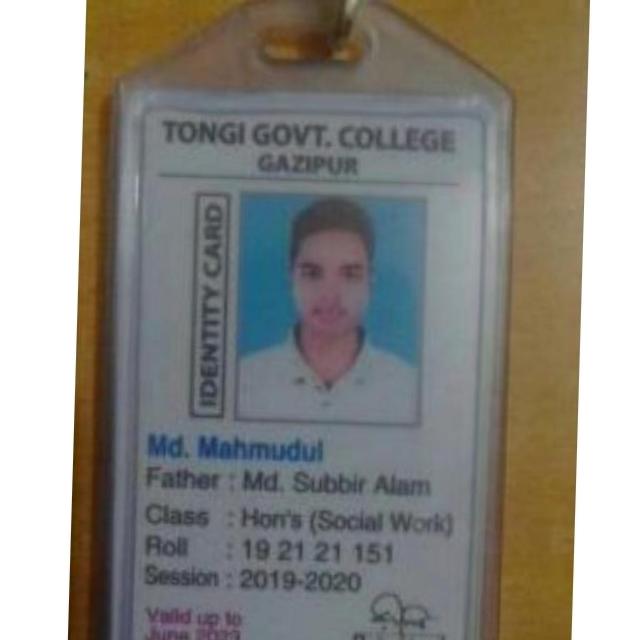 TONGI GOVT. COLLEGE
GAZIPUR
IDENTITY CARD
Md. Mahmudul
Father : Md. Subbir Alam
Class : Hon's (Social Work)
Roll : 19 21 21 151
Session : 2019-2020
Valid up to
June 2023